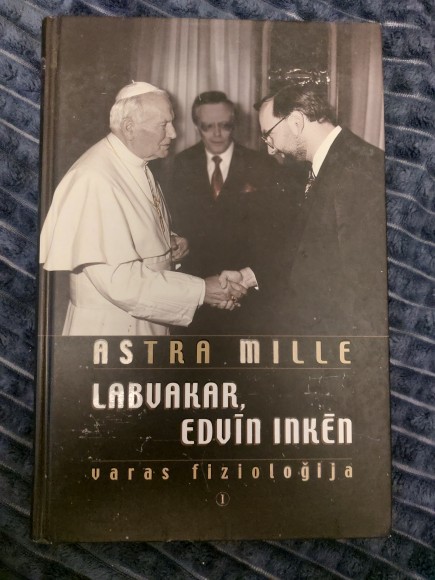 ASTRA MILLE
LABVAKAR,
EDVĪN INKĒN
varas fizioloģija
1